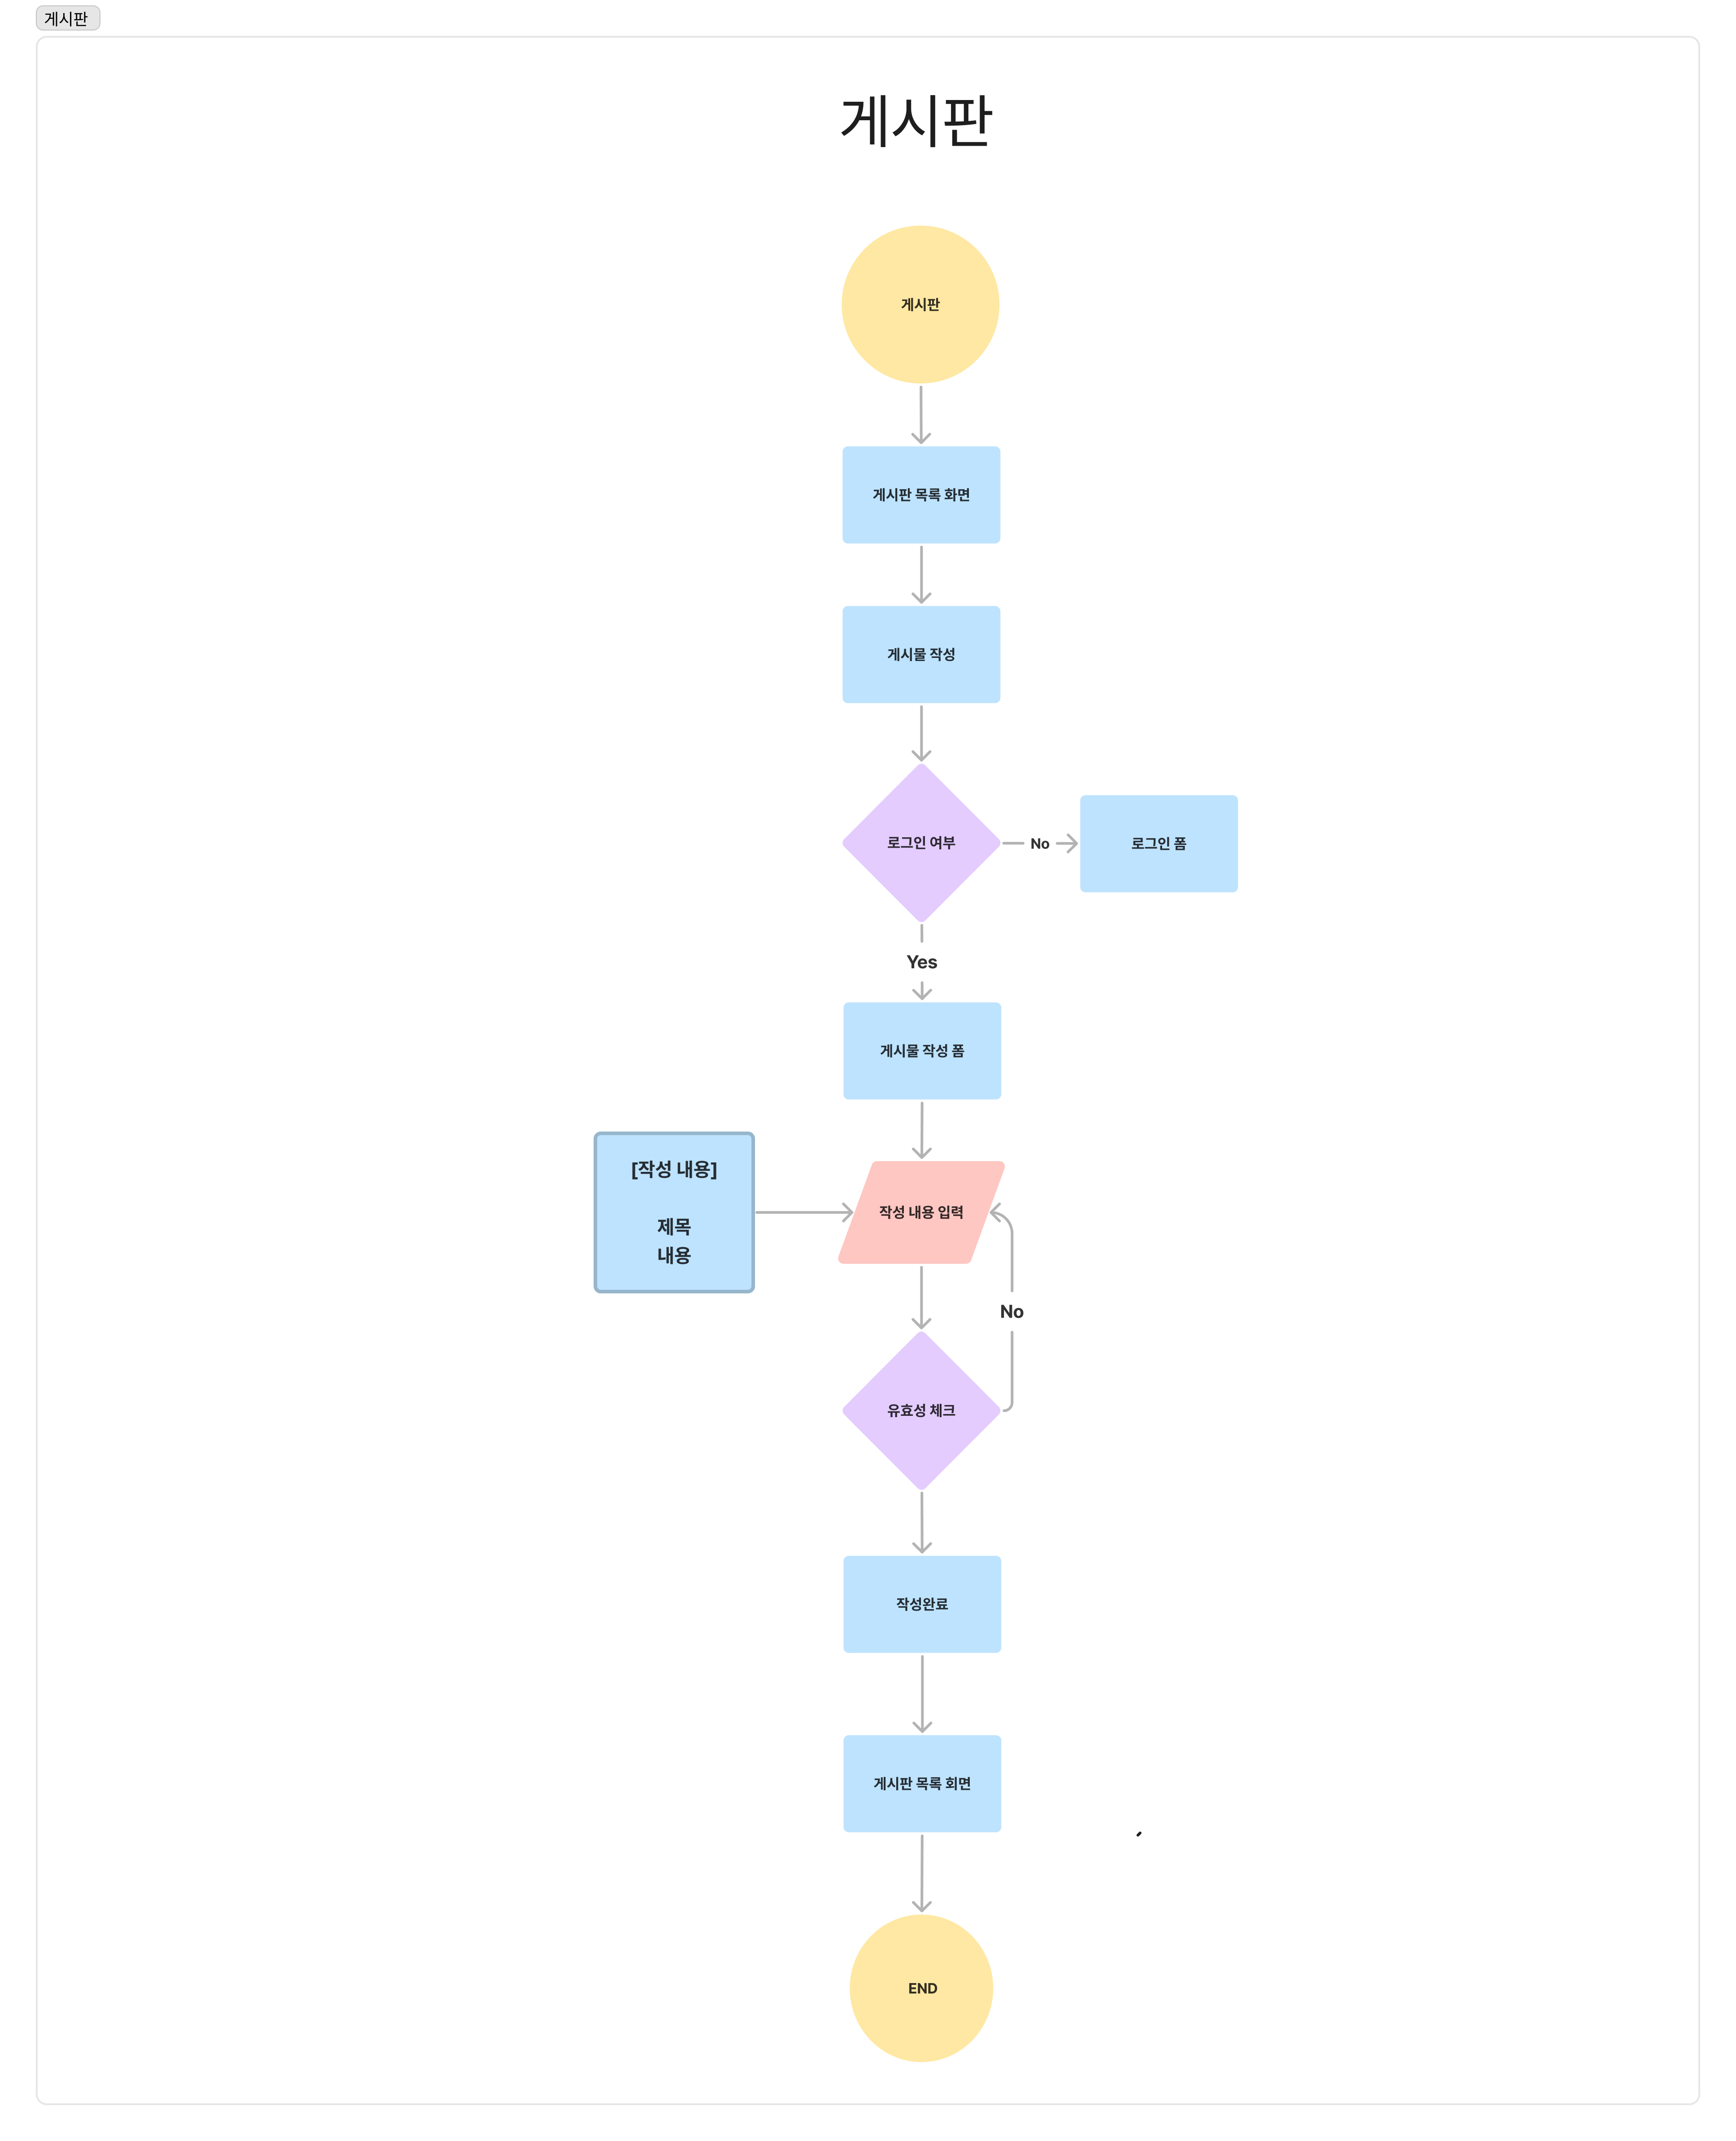 게시판
게시판
게시판
게시판 목록 화면
게시물 작성
로그인 여부
No
로그인 폼
Yes
게시물 작성 폼
[작성 내용]
제목
내용
작성 내용 입력
No
유효성 체크
작성완료
게시판 목록 회면
END